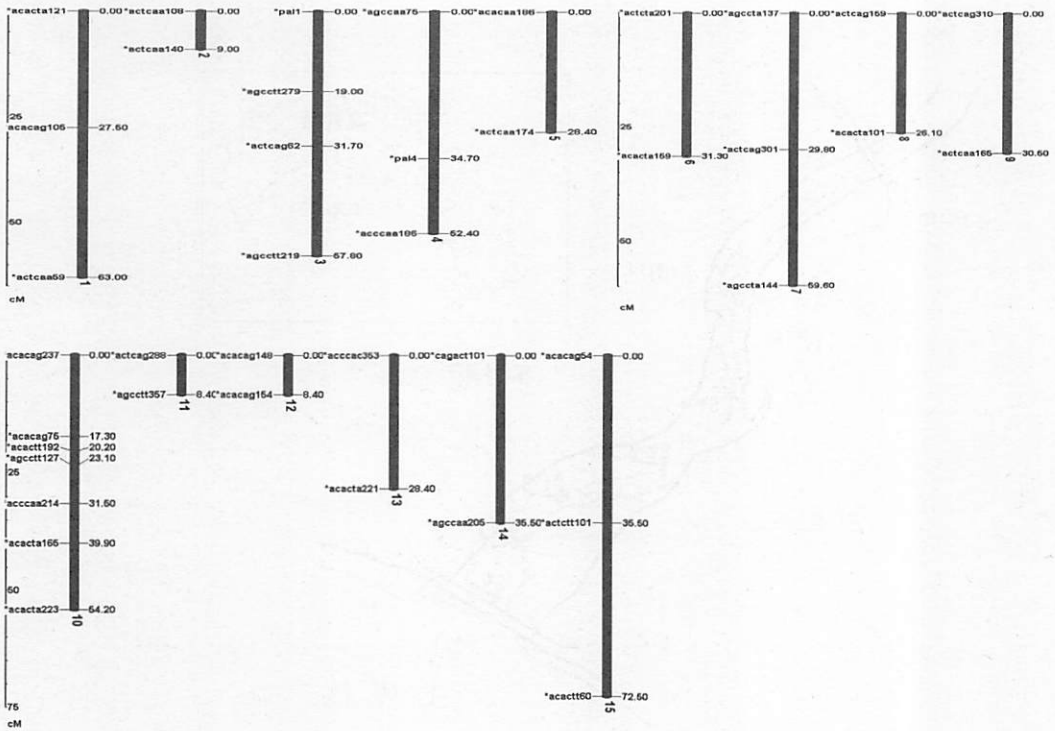 *acacta121 0.00 *actcaa108 0.00 *pal1 0.00 *agccaa75 0.00 *acacaa186 0.00
*actcaa140 9.00
2
*agcctt279 19.00
25
acacag105 27.50
*actcag62 31.70
*actcaa174 28.40
5
*pal4 34.70
50
*acccaa186 52.40
4
*agcctt219 57.80
3
*actcaa59 63.00
1
cM
*actcta201 0.00 *agccta137 0.00 *actcag159 0.00 *actcag310 0.00
25
*acacta101 26.10
8
*actcag301 29.80
*acacta159 31.30
6
*actcaa165 30.50
9
50
*agccta144 59.60
7
cM
acacag237 0.00 *actcag288 0.00 *acacag148 0.00 *acccac353 0.00 *cagact101 0.00 *acacag54 0.00
*agcctt357 8.40 *acacag154 8.40
11 12
*acacag75 17.30
*acactt192 20.20
*agcctt127 23.10
25
acccaa214 31.50
*acacta221 28.40
13
*agccaa205 35.50 *actctt101 35.50
14
*acacta165 39.90
50
*acacta223 54.20
10
*acactt60 72.50
15
75
cM